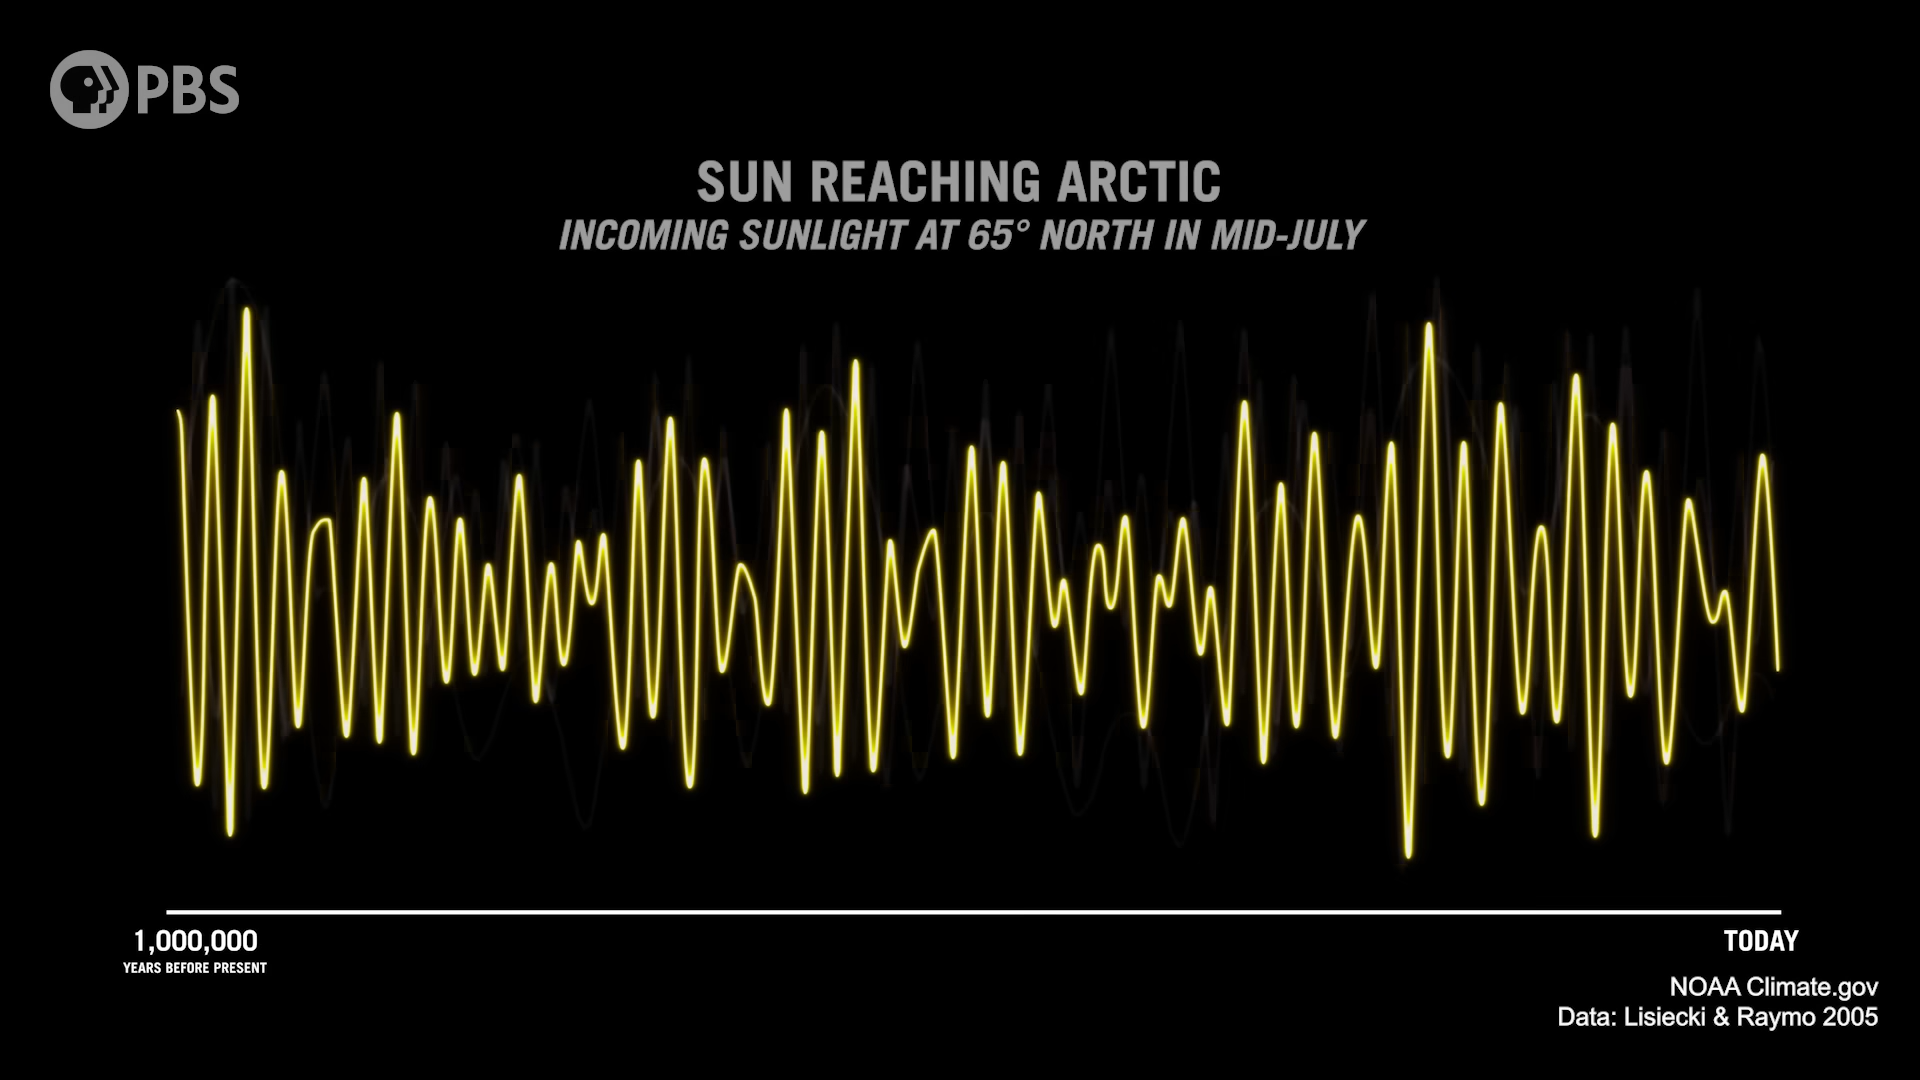 PBS
SUN REACHING ARCTIC
INCOMING SUNLIGHT AT 65° NORTH IN MID-JULY
1,000,000
YEARS BEFORE PRESENT
TODAY
NOAA Climate.gov
Data: Lisiecki & Raymo 2005